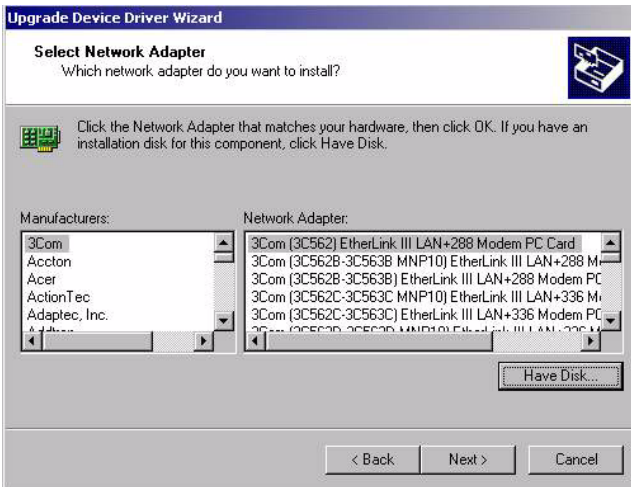 Upgrade Device Driver Wizard
Select Network Adapter
Which network adapter do you want to install?
Click the Network Adapter that matches your hardware, then click OK. If you have an
installation disk for this component, click Have Disk.
Manufacturers:
3Com
Accton
Acer
ActionTec
Adaptec, Inc.
Network Adapter:
3Com (3C562) EtherLink III LAN+288 Modem PC Card
3Com (3C562B-3C563B MNP10) EtherLink III LAN+288 M
3Com (3C562B-3C563B) EtherLink III LAN+288 Modem PC
3Com (3C562C-3C563C MNP10) EtherLink III LAN+336 M
3Com (3C562C-3C563C) EtherLink III LAN+336 Modem PC
Have Disk...
< Back
Next >
Cancel